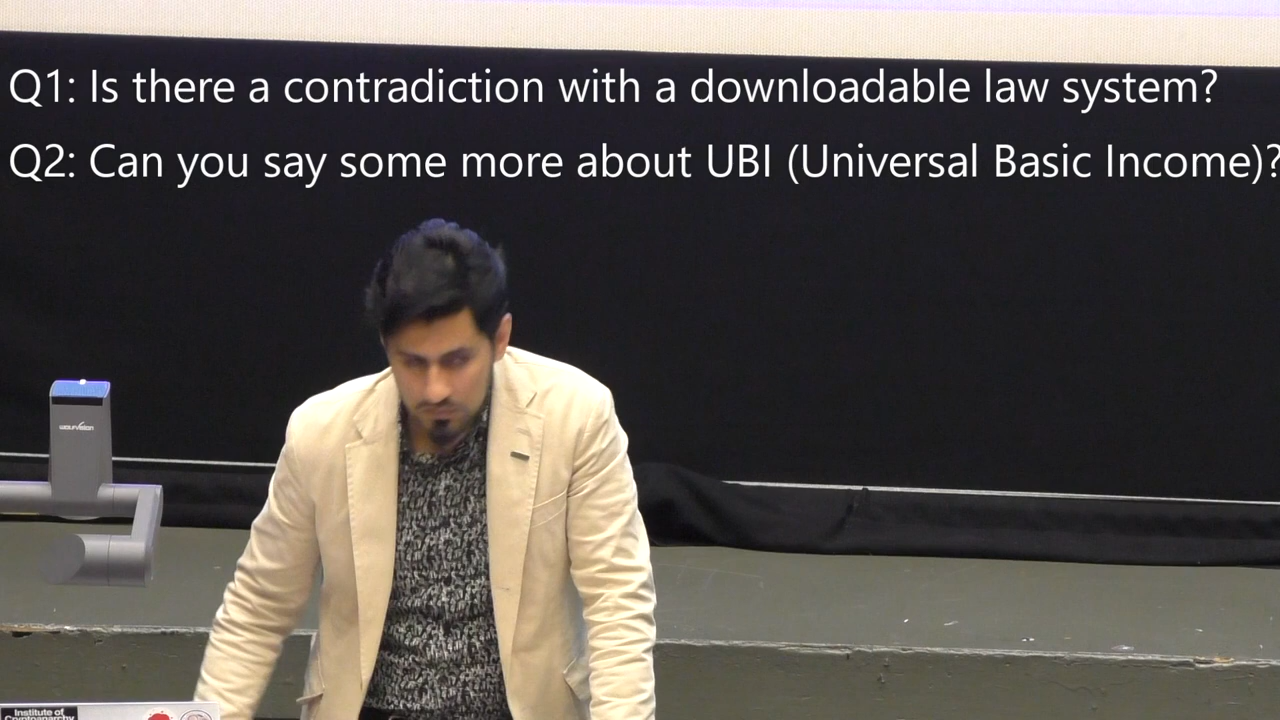 Q1: Is there a contradiction with a downloadable law system?
Q2: Can you say some more about UBI (Universal Basic Income)?
wolfvision
Institute of
Cryptoanarchy